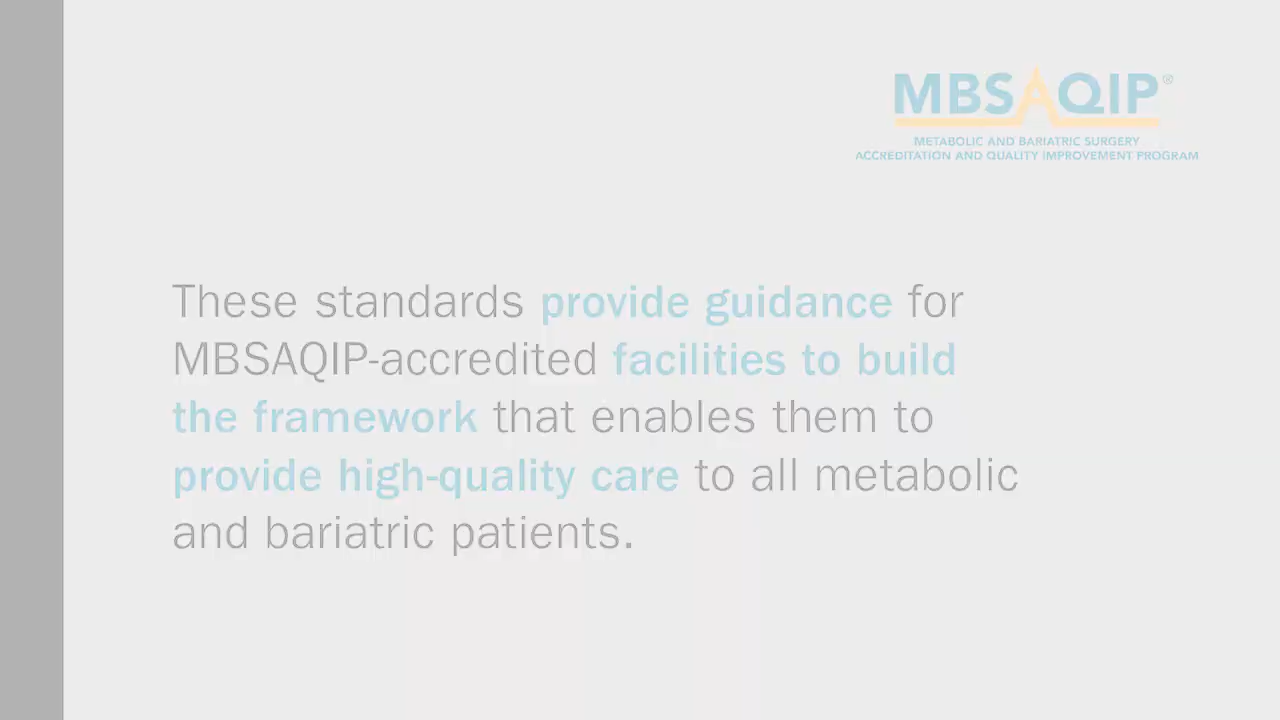 MBSAQIP®
METABOLIC AND BARIATRIC SURGERY
ACCREDITATION AND QUALITY IMPROVEMENT PROGRAM
These standards provide guidance for
MBSAQIP-accredited facilities to build
the framework that enables them to
provide high-quality care to all metabolic
and bariatric patients.